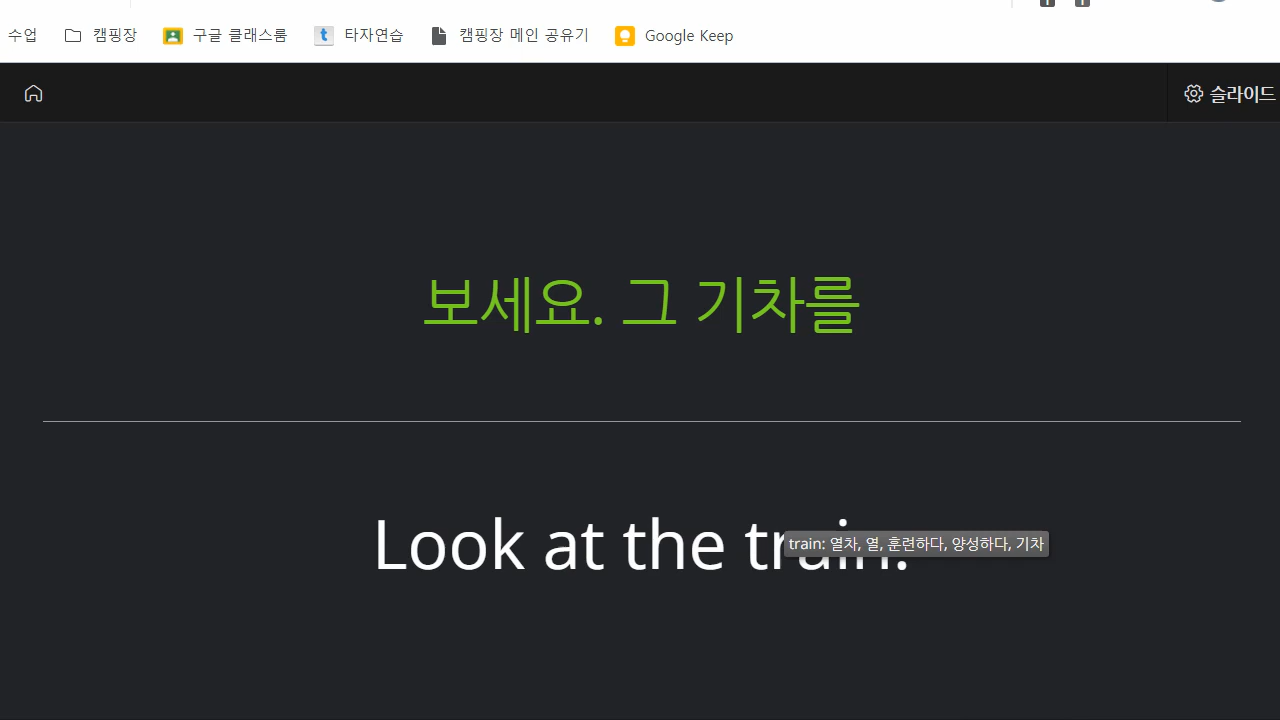 수업 캠핑장 구글 클래스룸 타자연습 캠핑장 메인 공유기 Google Keep
슬라이드
보세요. 그 기차를
Look at the train.
train: 열차, 열, 훈련하다, 양성하다, 기차